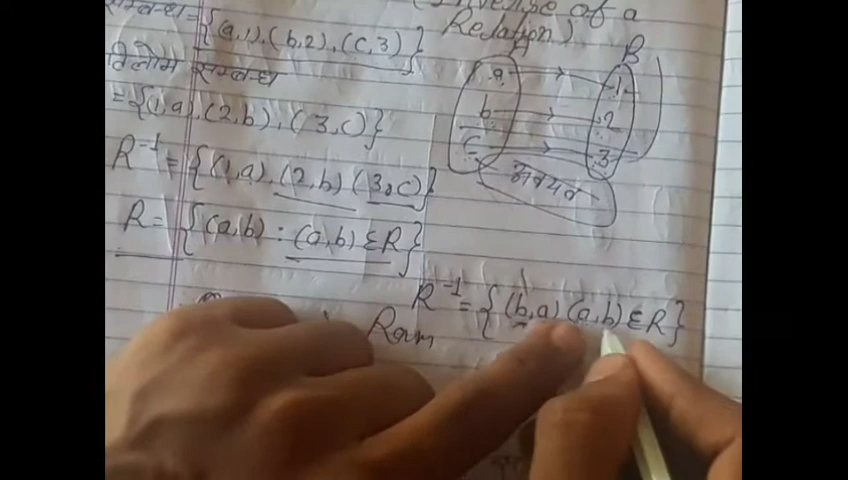 सम्बन्ध = {(a,1),(b,2),(c,3)}
(Inverse of a
Relation)
विलोम सम्बन्ध
= {(1,a),(2,b),(3,c)}
R⁻¹ = {(1,a),(2,b)(3,c)}
R = {(a,b) : (a,b) ∈ R}
B
a 1
b 2
c 3
अवयव
R⁻¹ = {(b,a)(a,b) ∈ R}
Ram